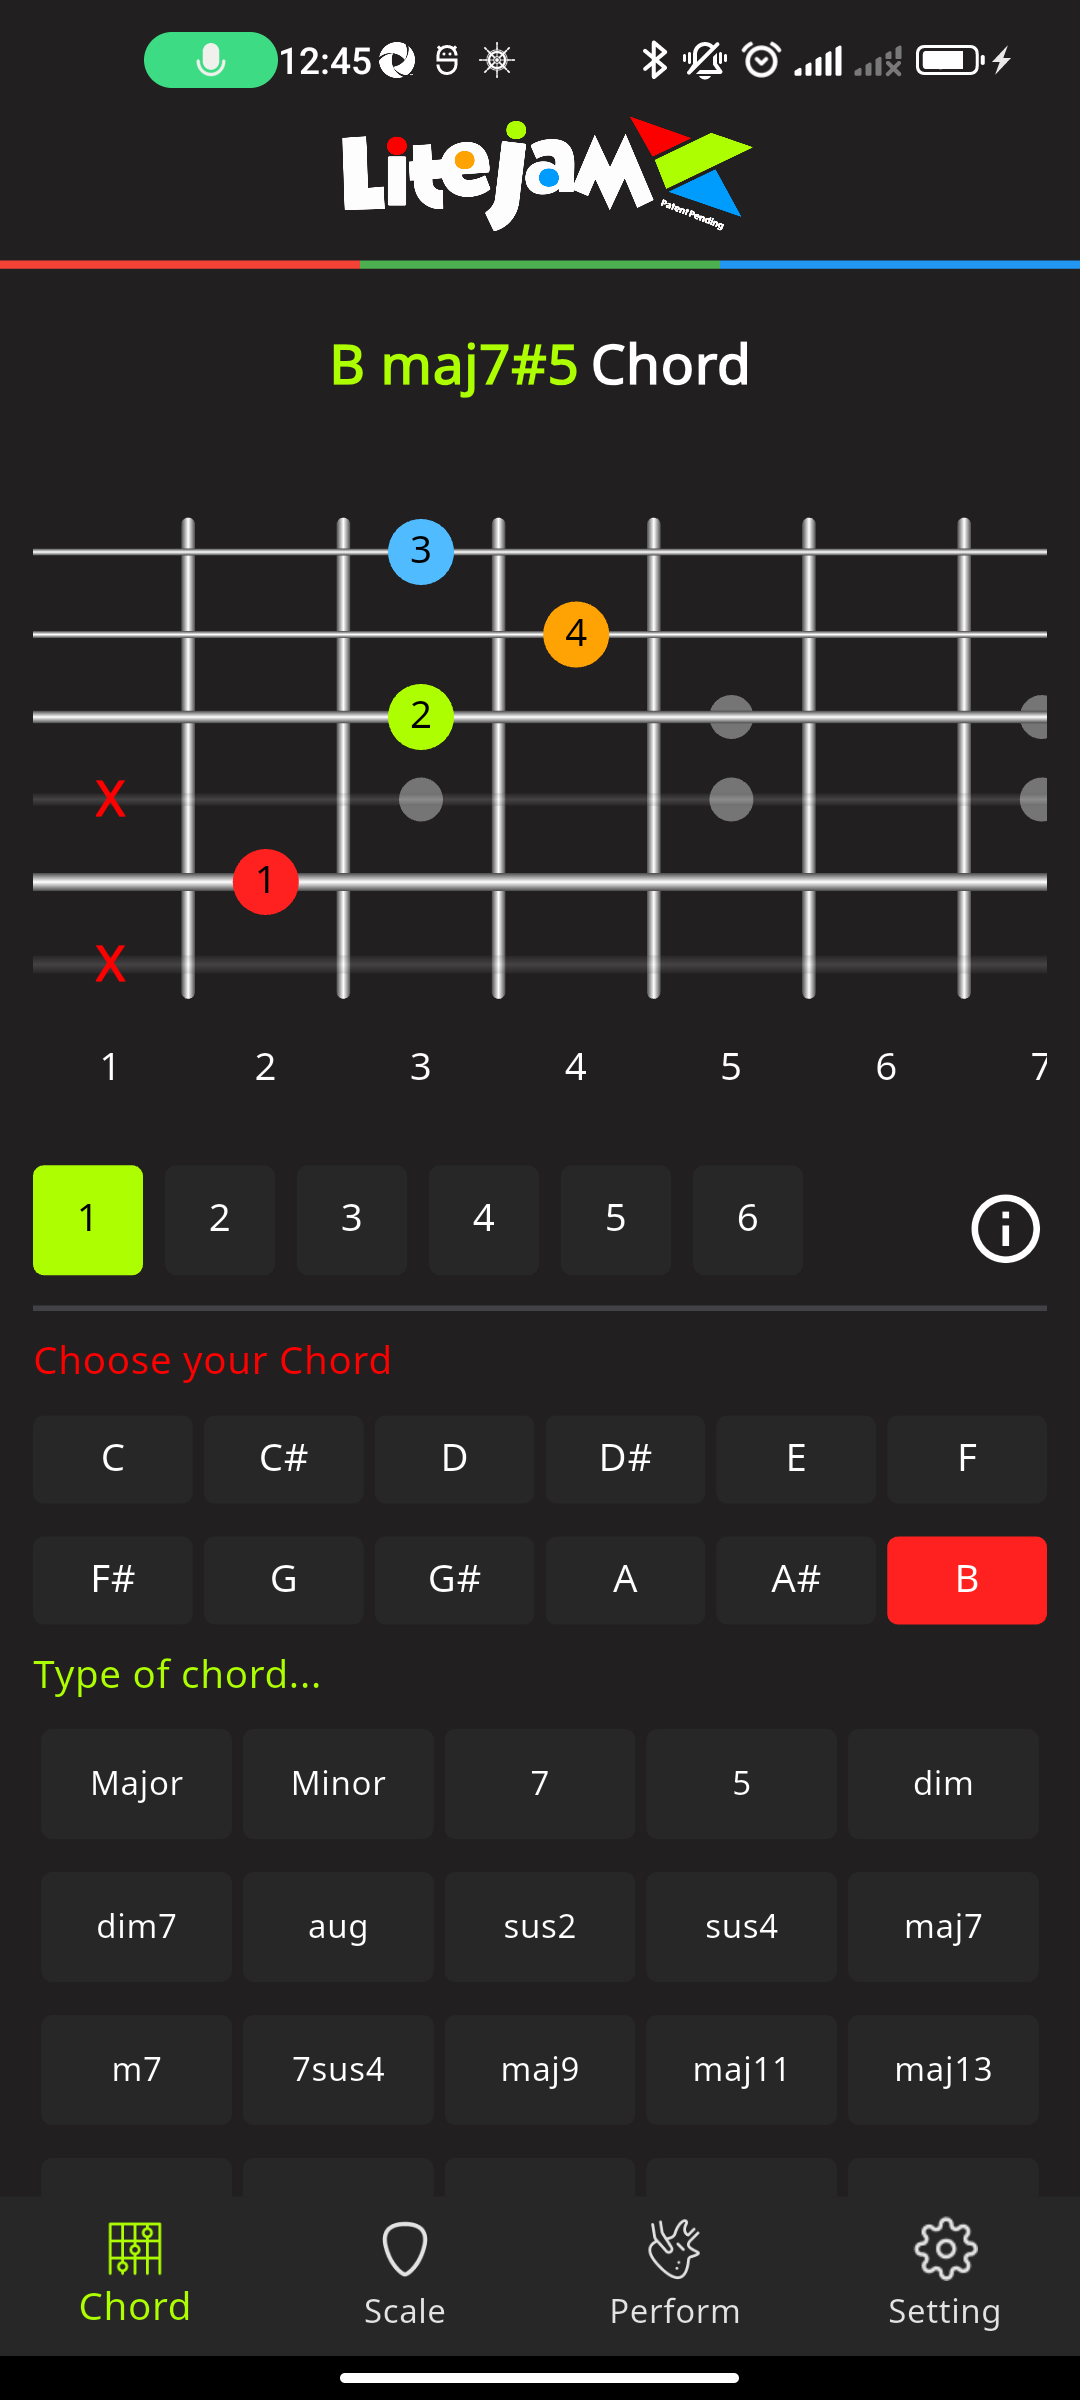 12:45
Litejam
Patent Pending
B maj7#5 Chord
3
4
2
X
1
X
1 2 3 4 5 6 7
1 2 3 4 5 6
Choose your Chord
C C# D D# E F
F# G G# A A# B
Type of chord...
Major Minor 7 5 dim
dim7 aug sus2 sus4 maj7
m7 7sus4 maj9 maj11 maj13
Chord Scale Perform Setting